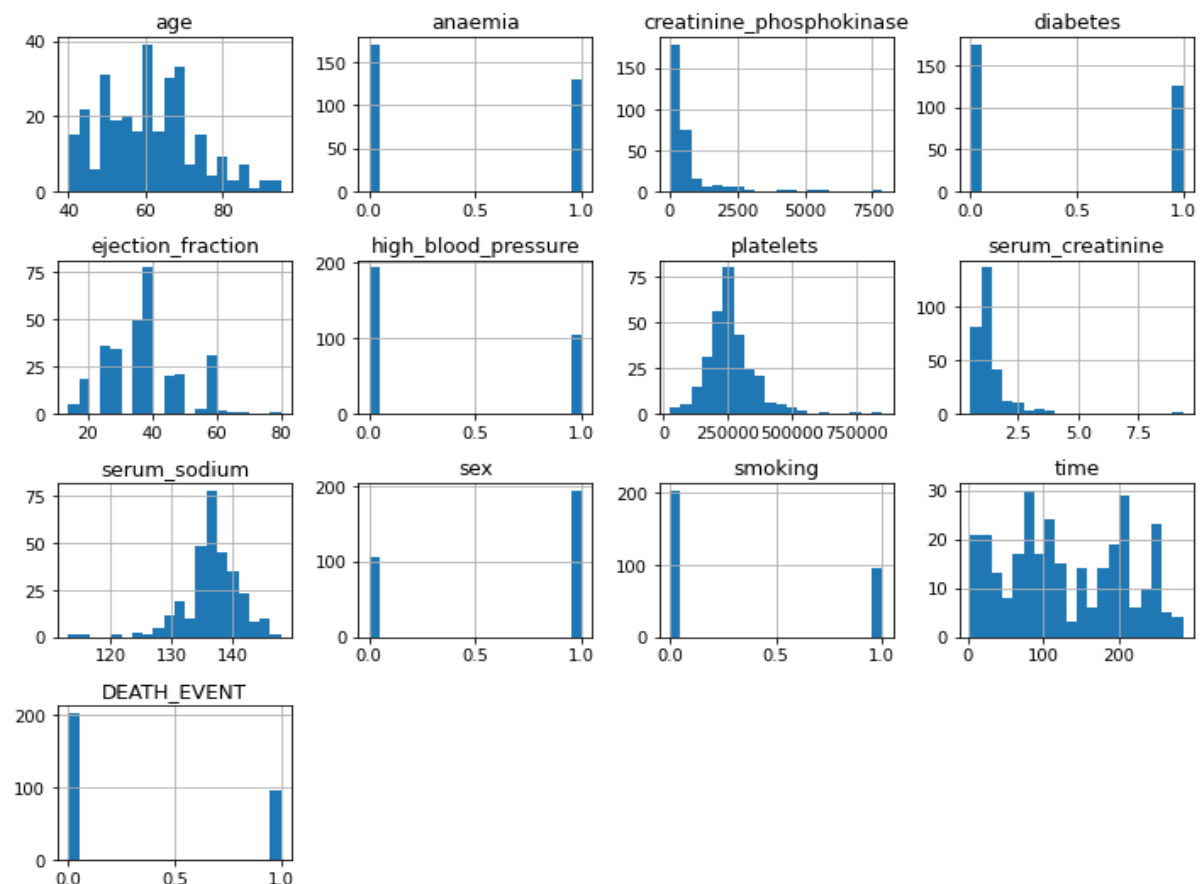 age anaemia creatinine_phosphokinase diabetes
40 150 150 150
20 100 100 100
50 50 50
0 0 0 0
40 60 80 0.0 0.5 1.0 0 2500 5000 7500 0.0 0.5 1.0
ejection_fraction high_blood_pressure platelets serum_creatinine
75 200 75
50 100 50 100
25 25 50
0 0 0 0
20 40 60 80 0.0 0.5 1.0 250000 500000 750000 2.5 5.0 7.5
serum_sodium sex smoking time
75 200 200 30
50 20
25 100 100 10
0 0 0 0
120 130 140 0.0 0.5 1.0 0.0 0.5 1.0 0 100 200
DEATH_EVENT
200
100
0
0.0 0.5 1.0